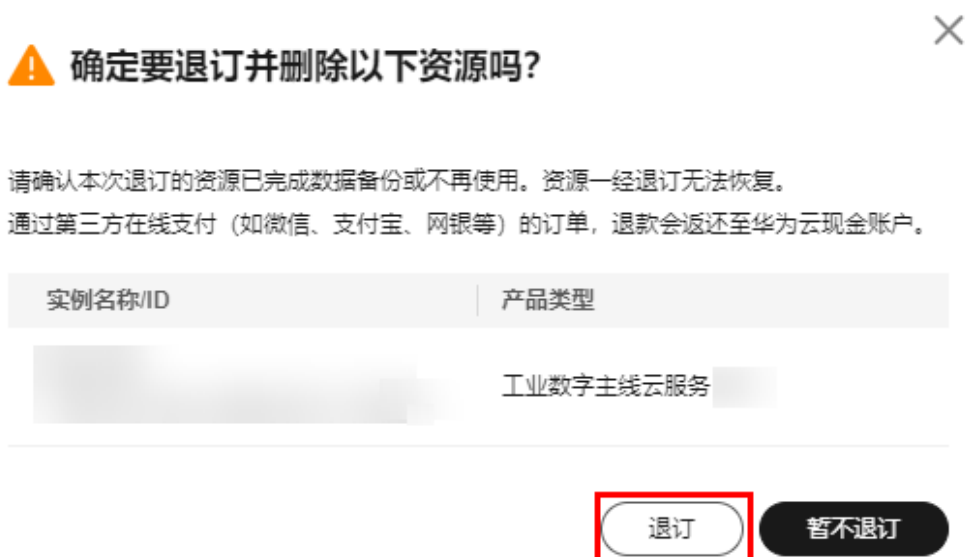 确定要退订并删除以下资源吗?
请确认本次退订的资源已完成数据备份或不再使用。资源一经退订无法恢复。
通过第三方在线支付（如微信、支付宝、网银等）的订单，退款会返还至华为云现金账户。
实例名称/ID 产品类型
工业数字主线云服务
退订 暂不退订